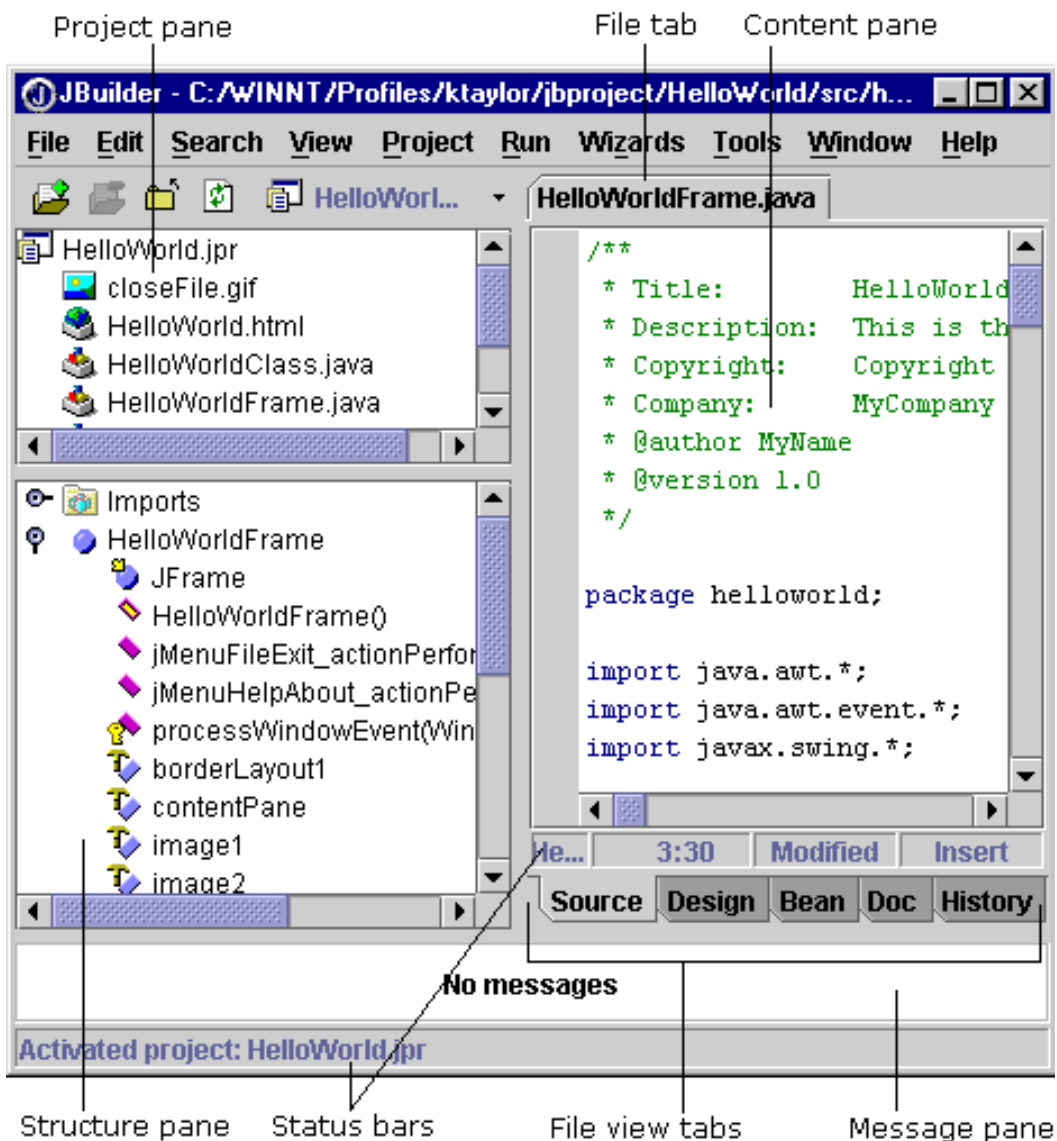 Project pane
File tab
Content pane
JBuilder - C:/WINNT/Profiles/ktaylor/jbproject/HelloWorld/src/h...
File Edit Search View Project Run Wizards Tools Window Help
HelloWorl...
HelloWorld.jpr
closeFile.gif
HelloWorld.html
HelloWorldClass.java
HelloWorldFrame.java
Imports
HelloWorldFrame
JFrame
HelloWorldFrame()
jMenuFileExit_actionPerfor
jMenuHelpAbout_actionPe
processWindowEvent(Win
borderLayout1
contentPane
image1
image2
HelloWorldFrame.java
/**
* Title: HelloWorld
* Description: This is th
* Copyright: Copyright
* Company: MyCompany
* @author MyName
* @version 1.0
*/
package helloworld;
import java.awt.*;
import java.awt.event.*;
import javax.swing.*;
He... 3:30 Modified Insert
Source Design Bean Doc History
No messages
Activated project: HelloWorld.jpr
Structure pane
Status bars
File view tabs
Message pane